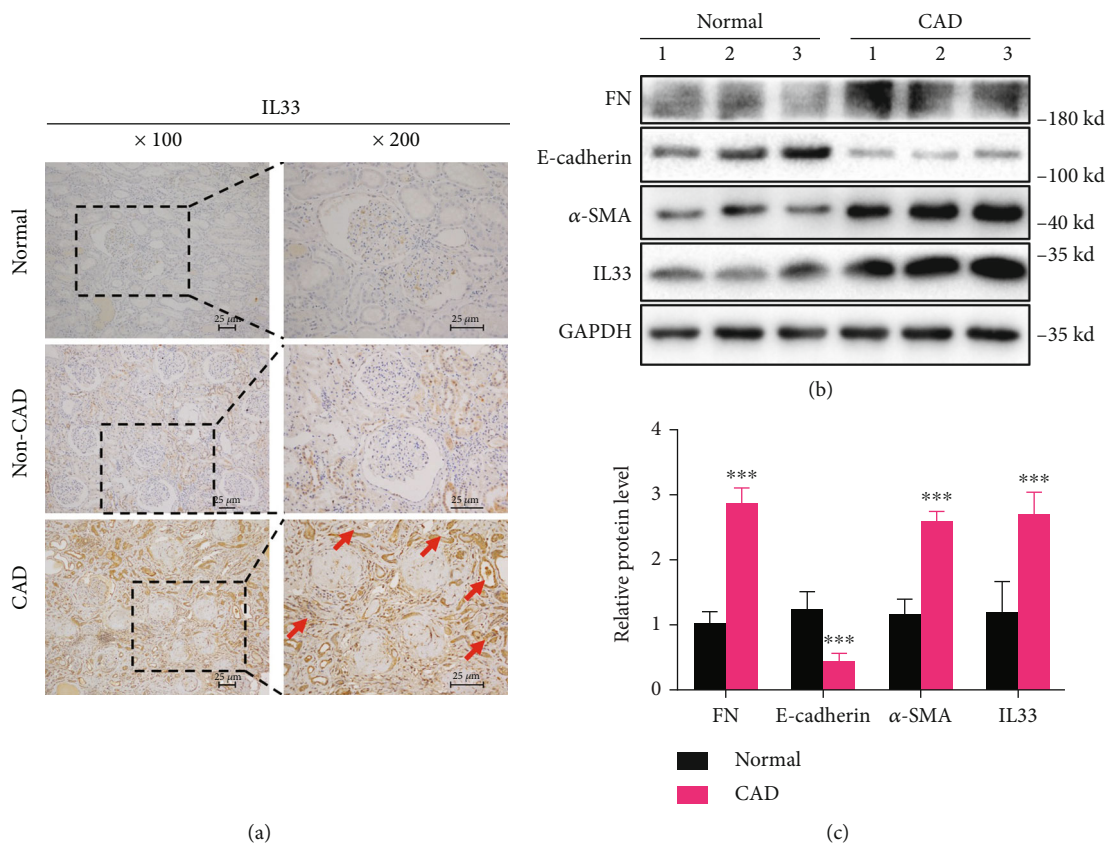 IL33
× 100 × 200
Normal
25 μm 25 μm
Non-CAD
25 μm 25 μm
CAD
25 μm 25 μm
(a)
Normal CAD
1 2 3 1 2 3
FN
–180 kd
E-cadherin
–100 kd
α-SMA
–40 kd
–35 kd
IL33
GAPDH
–35 kd
(b)
Relative protein level
4
3
2
1
0
*** *** *** ***
FN E-cadherin α-SMA IL33
Normal
CAD
(c)